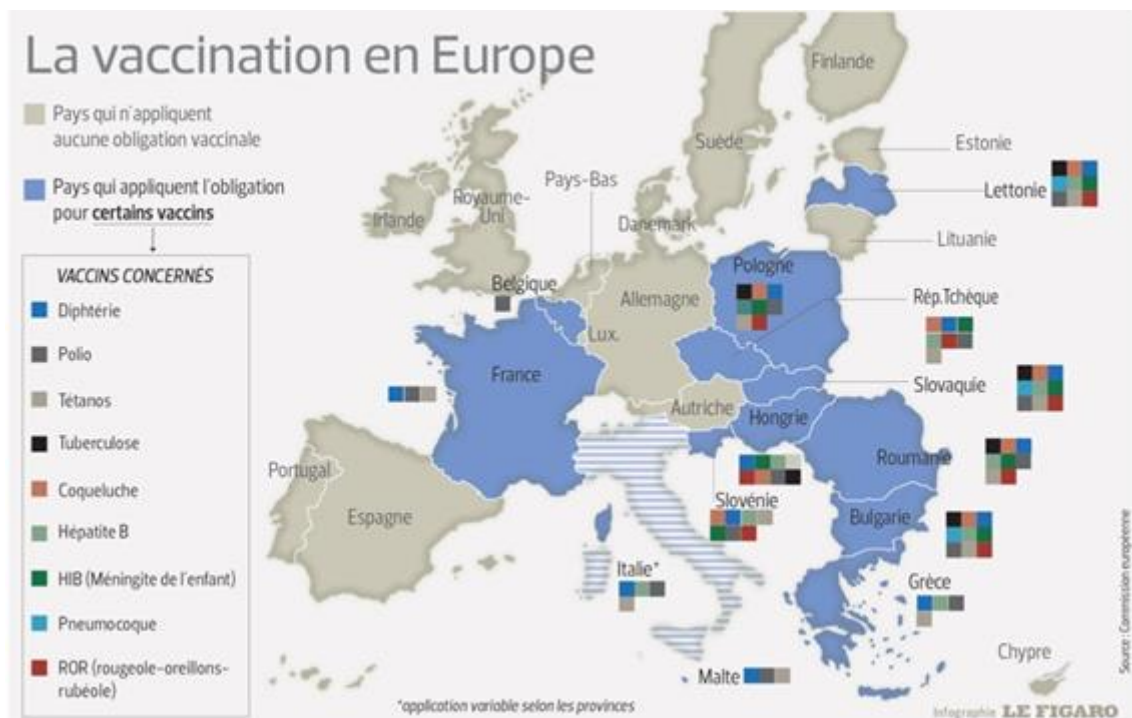 La vaccination en Europe
Pays qui n'appliquent
aucune obligation vaccinale
Pays qui appliquent l'obligation
pour certains vaccins
VACCINS CONCERNÉS
Diphtérie
Polio
Tétanos
Tuberculose
Coqueluche
Hépatite B
HIB (Méningite de l'enfant)
Pneumocoque
ROR (rougeole-oreillons-
rubéole)
Finlande
Suède
Estonie
Lettonie
Lituanie
Pays-Bas
Royaume-
Uni
Irlande
Danemark
Belgique
Pologne
Allemagne
Rép.Tchèque
Lux.
France
Slovaquie
Autriche
Hongrie
Roumanie
Portugal
Espagne
Slovénie
Bulgarie
Italie*
Grèce
Malte
Chypre
*application variable selon les provinces
Source : Commission européenne
Infographie LE FIGARO